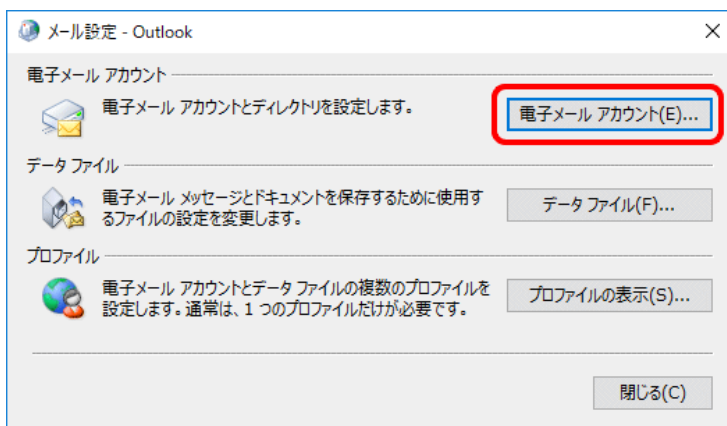 メール設定 - Outlook
電子メール アカウント
電子メール アカウントとディレクトリを設定します。
電子メール アカウント(E)...
データ ファイル
電子メール メッセージとドキュメントを保存するために使用す
るファイルの設定を変更します。
データ ファイル(F)...
プロファイル
電子メール アカウントとデータ ファイルの複数のプロファイルを
設定します。通常は、1 つのプロファイルだけが必要です。
プロファイルの表示(S)...
閉じる(C)